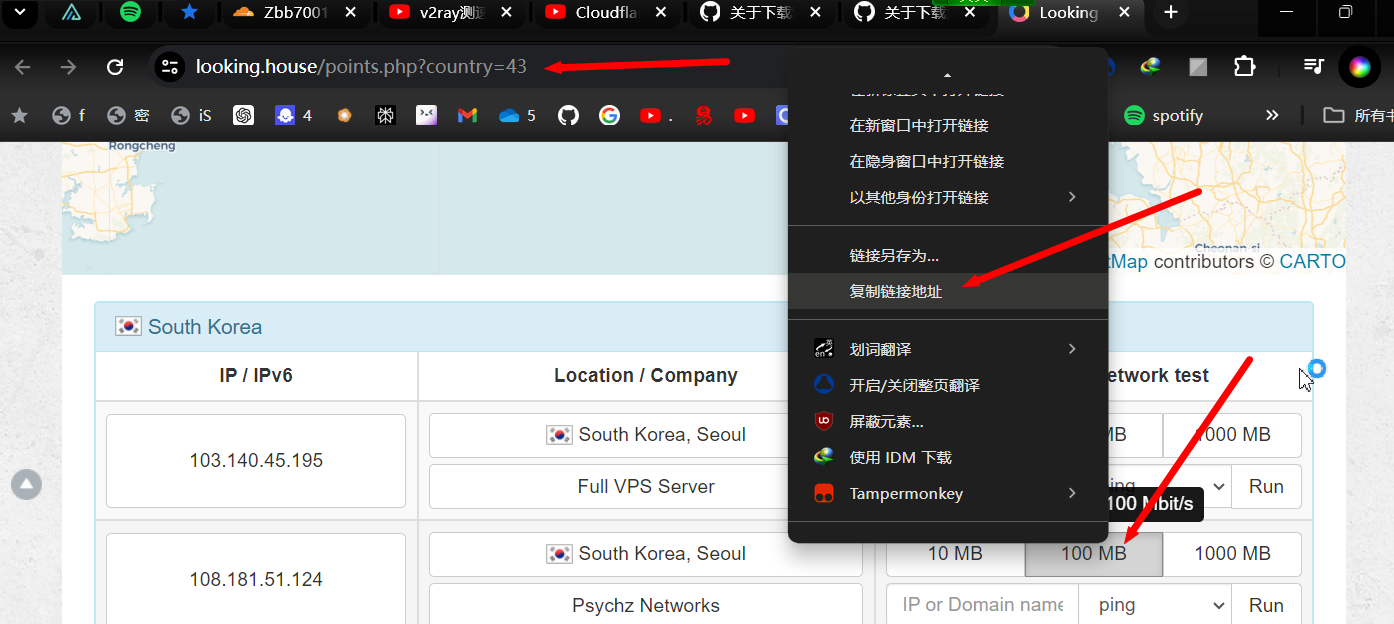 Zbb7001
v2ray测
Cloudfla
关于下载
关于下载
Looking
looking.house/points.php?country=43
f
密
iS
4
5
.
spotify
所有
Rongcheng
在新窗口中打开链接
在隐身窗口中打开链接
以其他身份打开链接
链接另存为...
复制链接地址
划词翻译
开启/关闭整页翻译
屏蔽元素...
使用 IDM 下载
Tampermonkey
Cheonan-si
tMap contributors © CARTO
South Korea
IP / IPv6
Location / Company
etwork test
103.140.45.195
South Korea, Seoul
MB
1000 MB
Full VPS Server
ping
Run
100 Mbit/s
108.181.51.124
South Korea, Seoul
10 MB
100 MB
1000 MB
Psychz Networks
IP or Domain name
ping
Run